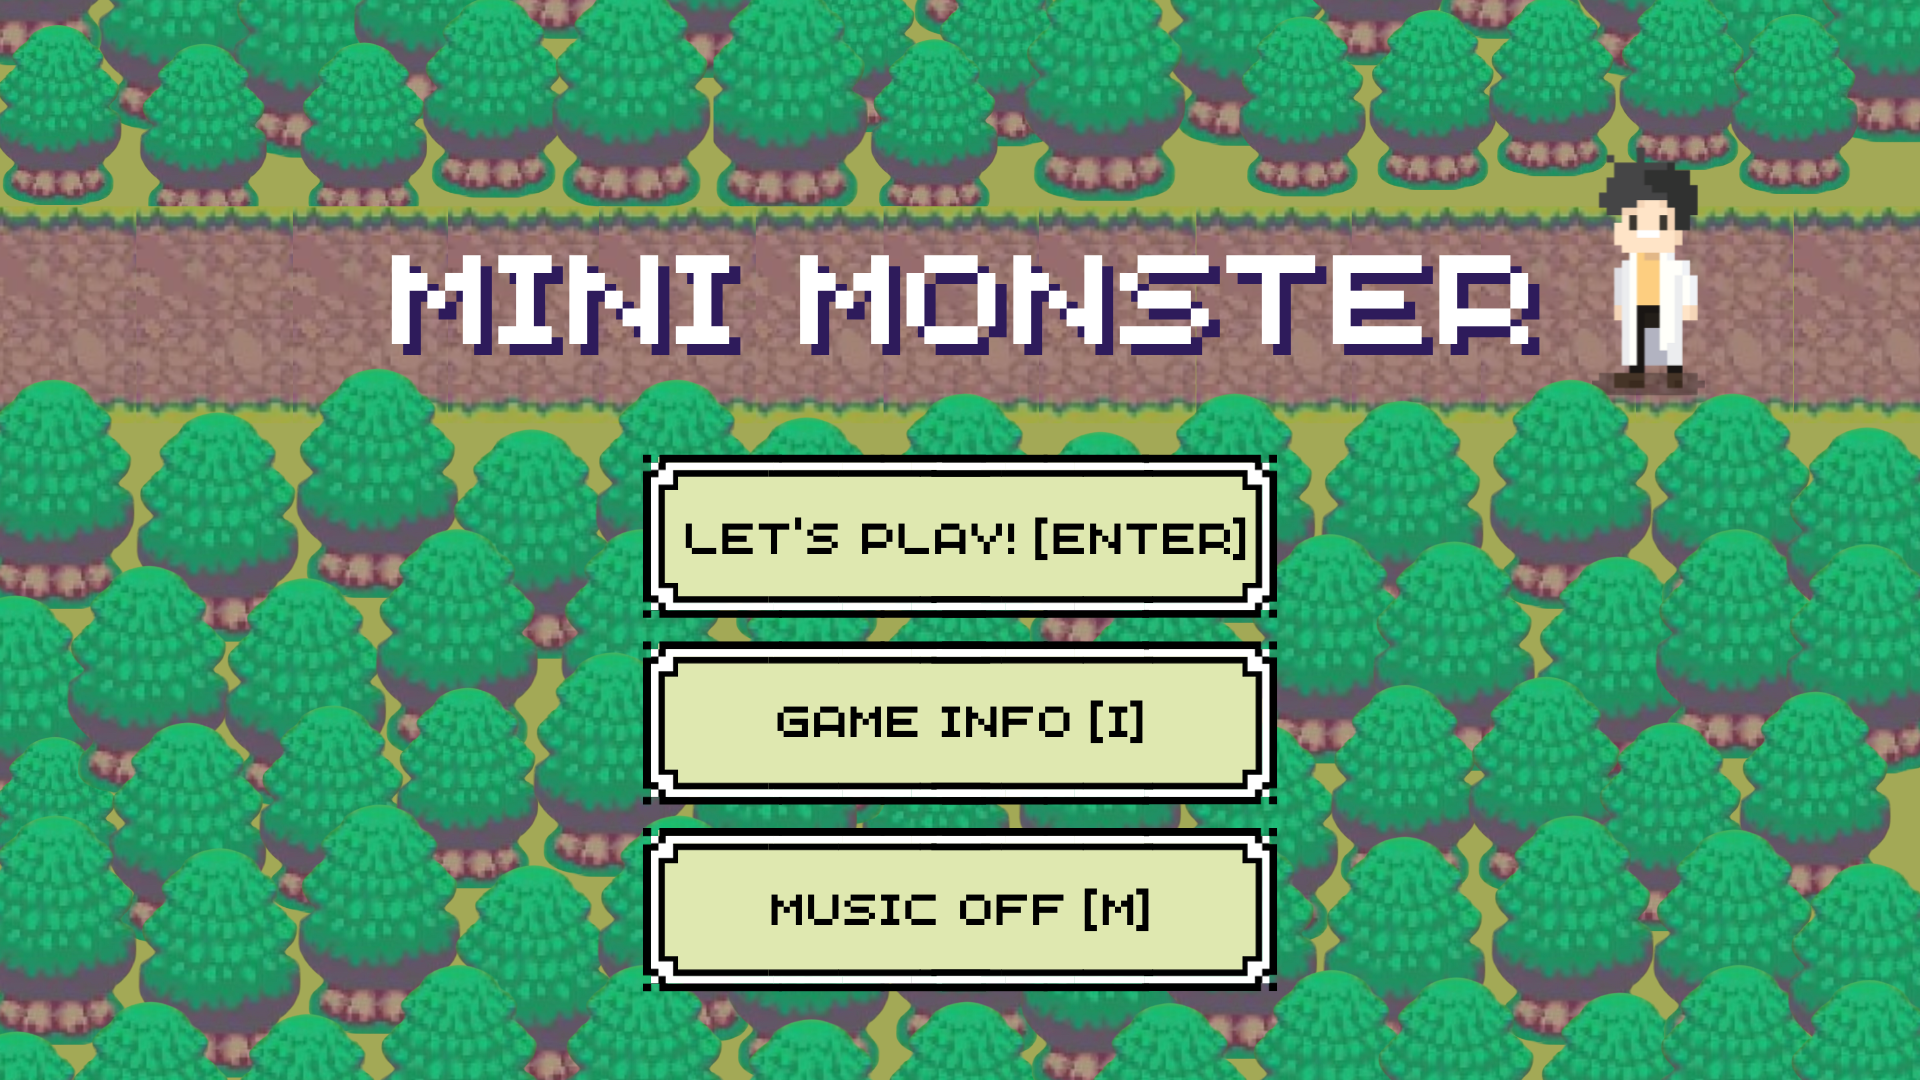 MINI MONSTER
LET'S PLAY! [ENTER]
GAME INFO [I]
MUSIC OFF [M]